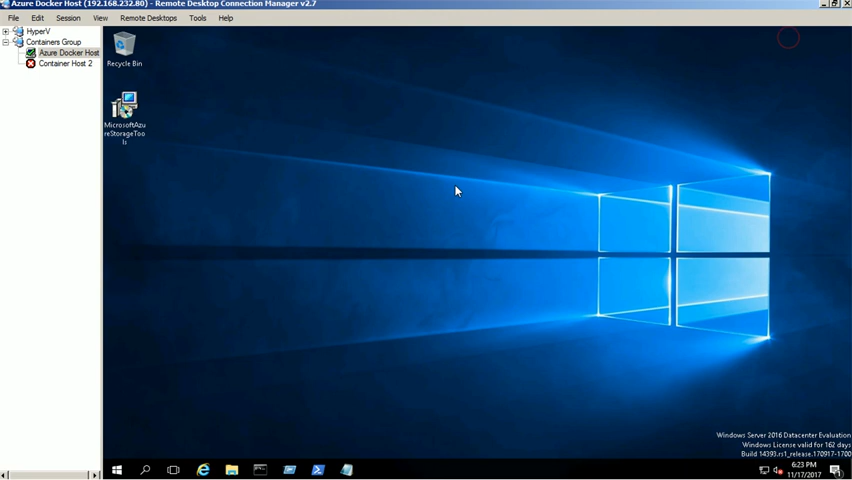 Azure Docker Host (192.168.232.80) - Remote Desktop Connection Manager v2.7
File Edit Session View Remote Desktops Tools Help
HyperV
Containers Group
Azure Docker Host
Container Host 2
Recycle Bin
MicrosoftAzu
reStorageToo
ls
Windows Server 2016 Datacenter Evaluation
Windows License valid for 162 days
Build 14393.rs1_release.170917-1700
6:23 PM
11/17/2017
1